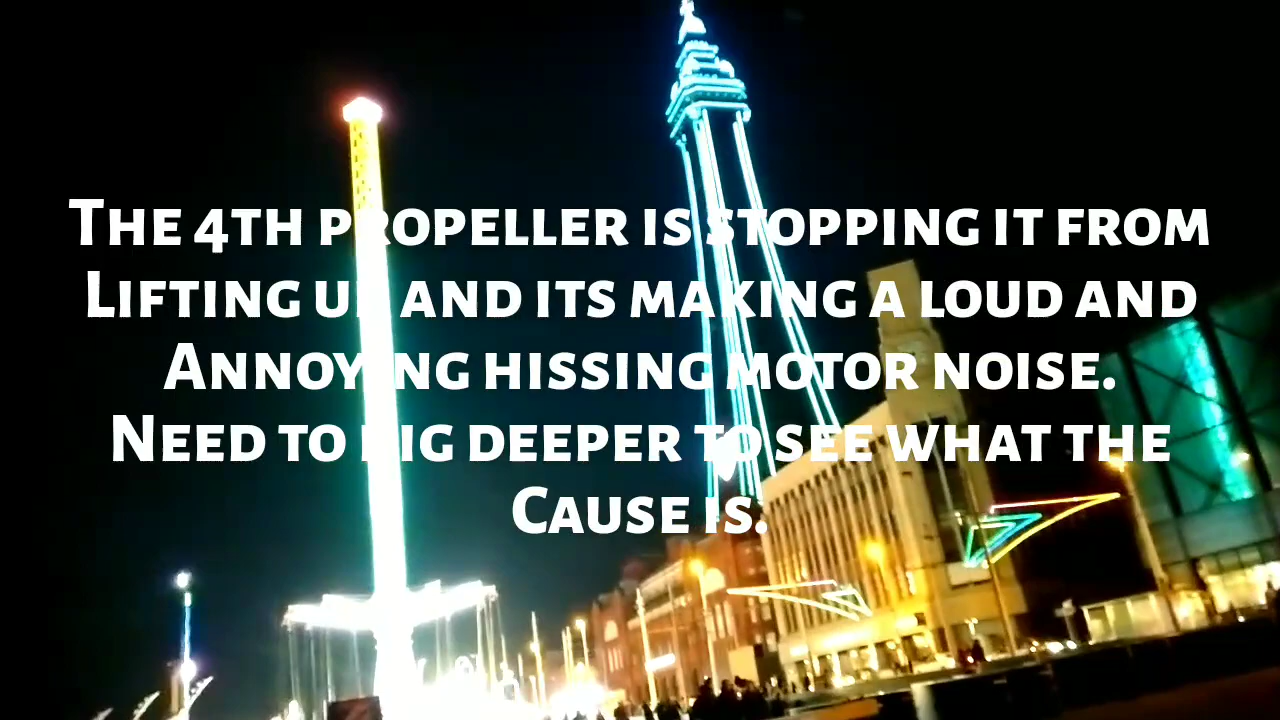 The 4th propeller is stopping it from
Lifting up and its making a loud and
Annoying hissing motor noise.
Need to dig deeper to see what the
Cause is.